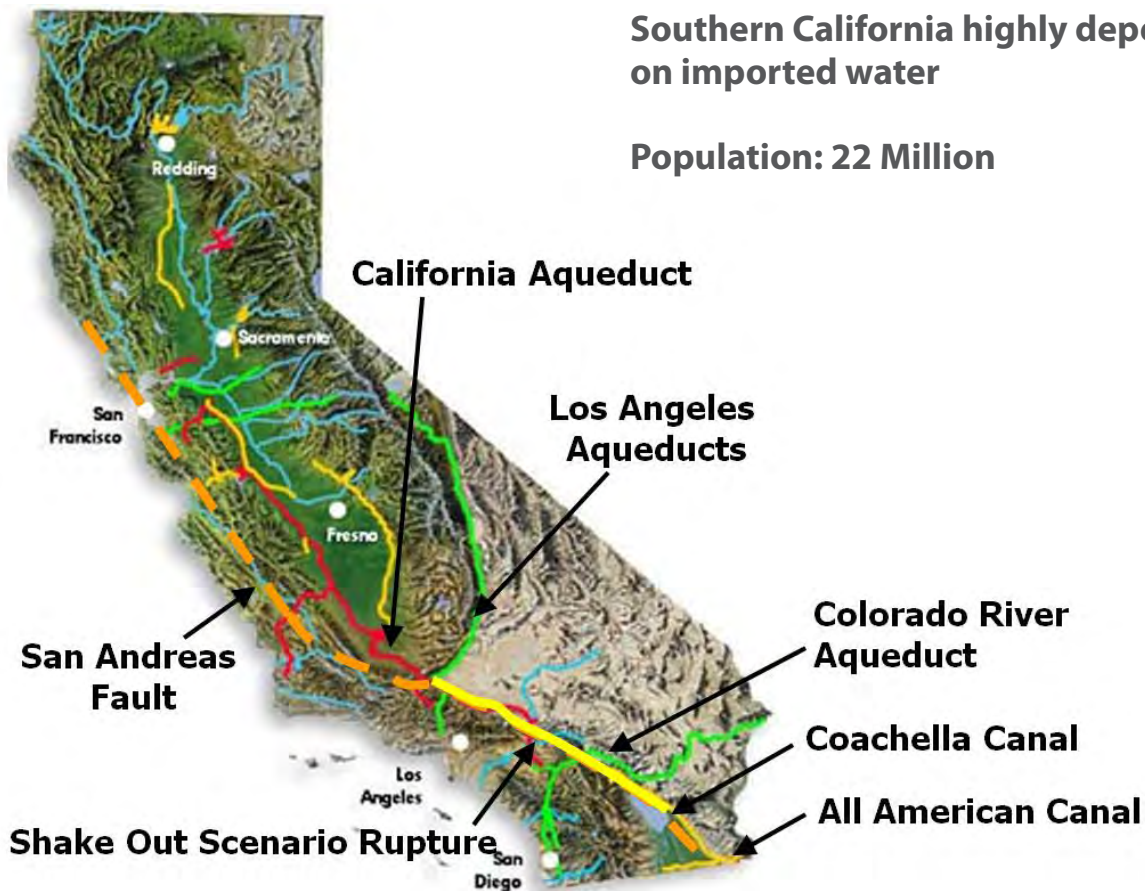 Southern California highly
on imported water
Population: 22 Million
Redding
California Aqueduct
Sacramento
Los Angeles
Aqueducts
San
Francisco
Fresno
Colorado River
Aqueduct
San Andreas
Fault
Coachella Canal
Los
Angeles
All American Canal
Shake Out Scenario Rupture
San
Diego